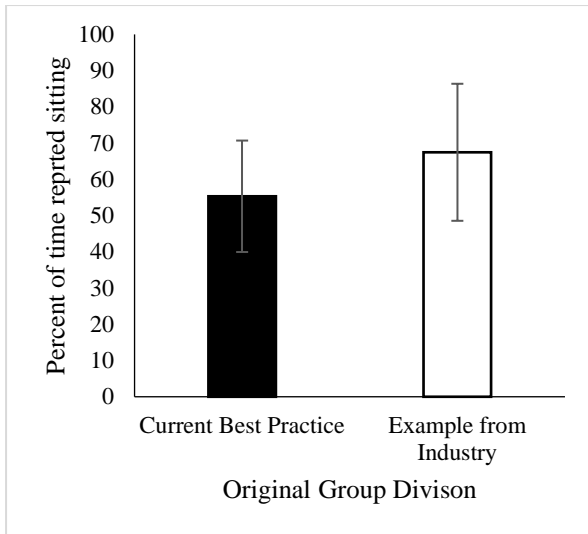 Percent of time reprted sitting
100
90
80
70
60
50
40
30
20
10
0
Current Best Practice
Example from
Industry
Original Group Divison